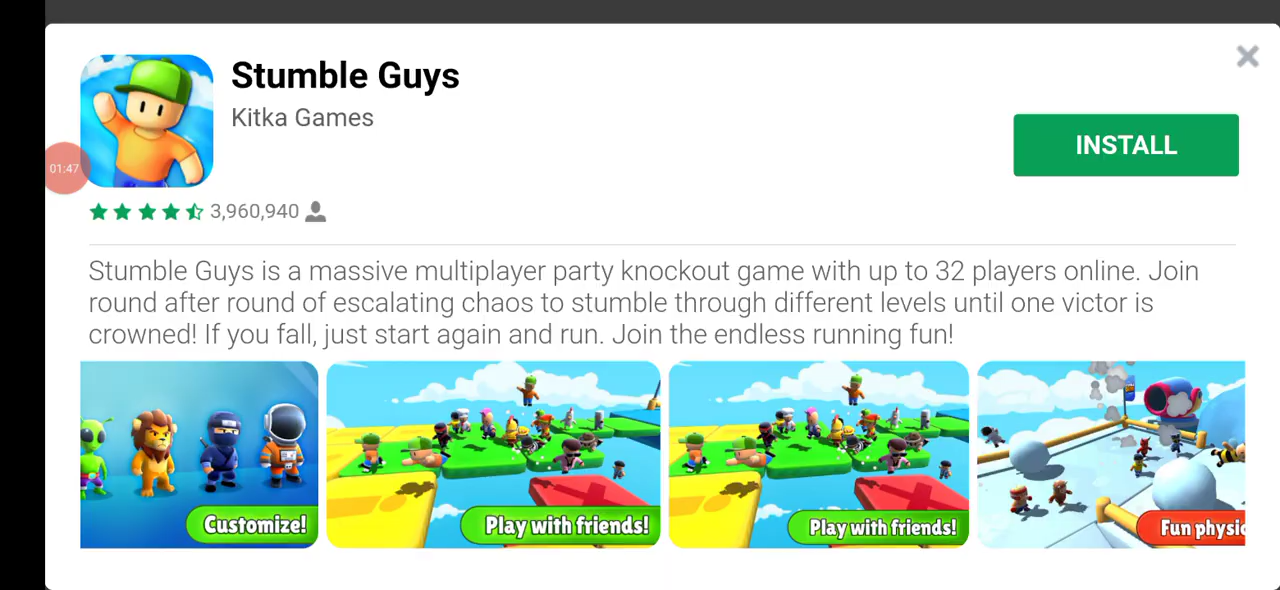 Stumble Guys
Kitka Games
INSTALL
01:47
3,960,940
Stumble Guys is a massive multiplayer party knockout game with up to 32 players online. Join
round after round of escalating chaos to stumble through different levels until one victor is
crowned! If you fall, just start again and run. Join the endless running fun!
Customize!
Play with friends!
Play with friends!
Fun physic